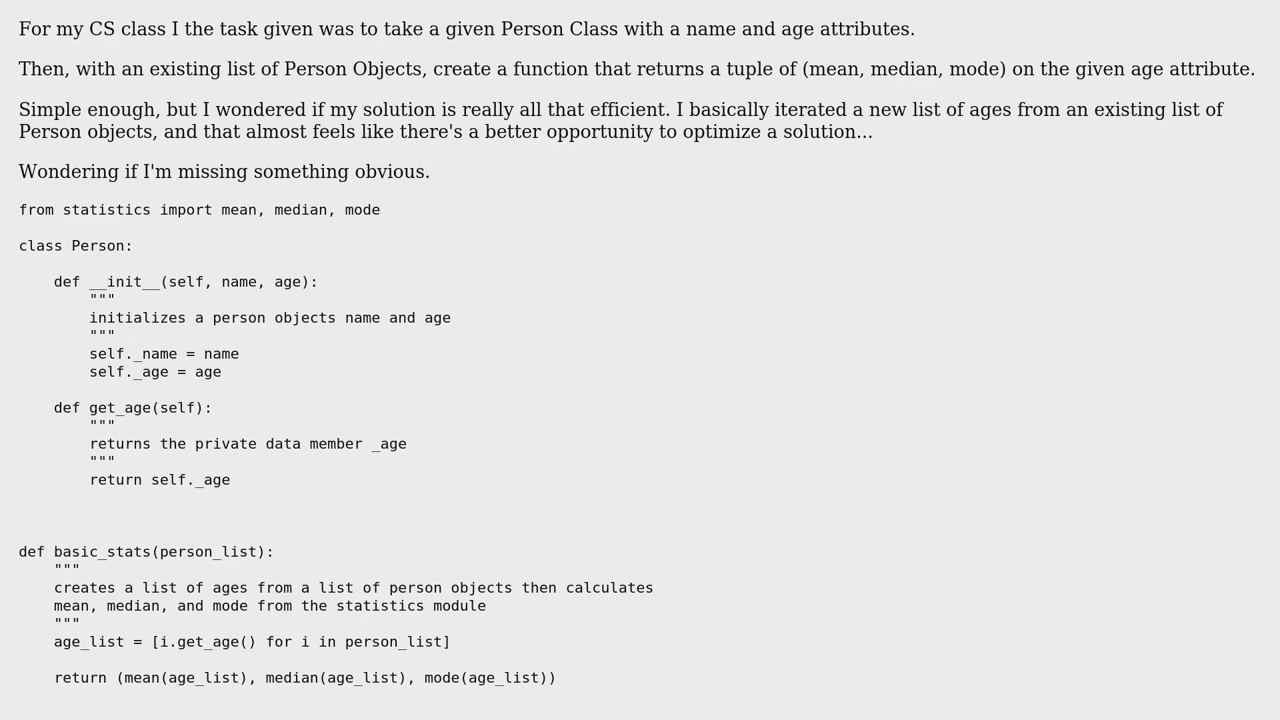 For my CS class I the task given was to take a given Person Class with a name and age attributes.
Then, with an existing list of Person Objects, create a function that returns a tuple of (mean, median, mode) on the given age attribute.
Simple enough, but I wondered if my solution is really all that efficient. I basically iterated a new list of ages from an existing list of
Person objects, and that almost feels like there's a better opportunity to optimize a solution...
Wondering if I'm missing something obvious.
from statistics import mean, median, mode
class Person:
    def __init__(self, name, age):
        """
        initializes a person objects name and age
        """
        self._name = name
        self._age = age
    def get_age(self):
        """
        returns the private data member _age
        """
        return self._age
def basic_stats(person_list):
    """
    creates a list of ages from a list of person objects then calculates
    mean, median, and mode from the statistics module
    """
    age_list = [i.get_age() for i in person_list]
    return (mean(age_list), median(age_list), mode(age_list))